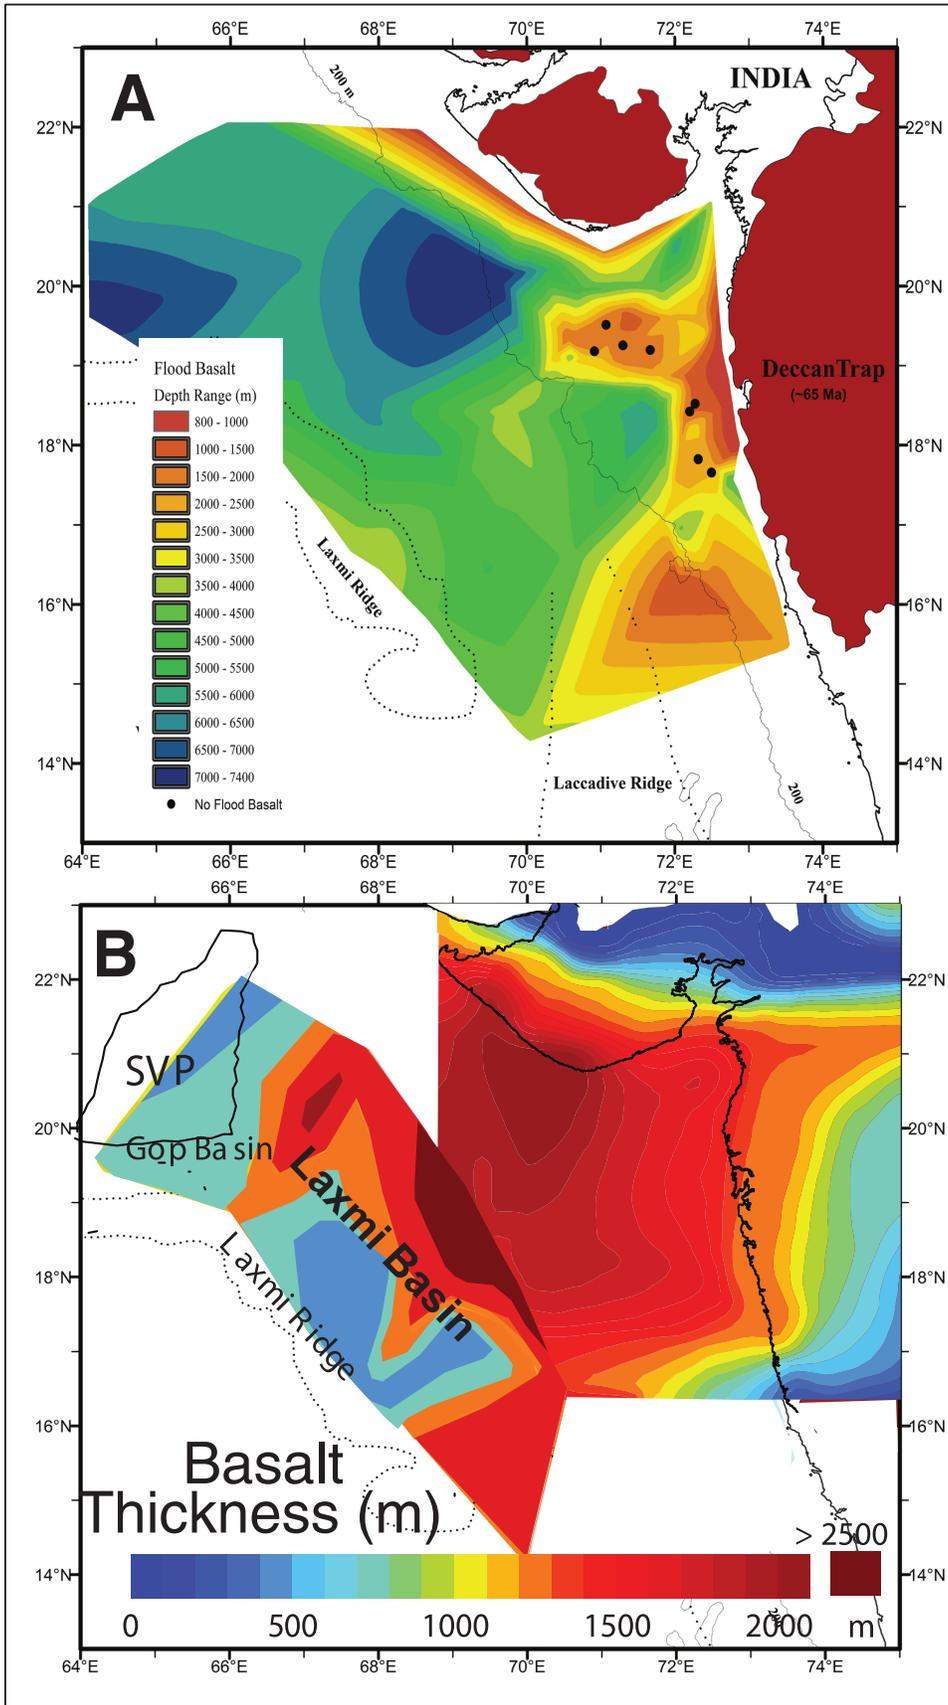 66°E 68°E 70°E 72°E 74°E
A
200 m
INDIA
22°N 22°N
20°N 20°N
DeccanTrap
(~65 Ma)
Flood Basalt
Depth Range (m)
800 - 1000
1000 - 1500
1500 - 2000
2000 - 2500
2500 - 3000
3000 - 3500
3500 - 4000
4000 - 4500
4500 - 5000
5000 - 5500
5500 - 6000
6000 - 6500
6500 - 7000
7000 - 7400
No Flood Basalt
18°N 18°N
Laxmi Ridge
16°N 16°N
14°N 14°N
Laccadive Ridge
200
64°E 66°E 68°E 70°E 72°E 74°E
66°E 68°E 70°E 72°E 74°E
B
22°N 22°N
SVP
20°N 20°N
Gop Basin
Laxmi Basin
Laxmi Ridge
18°N 18°N
16°N 16°N
Basalt
Thickness (m)
> 2500
14°N 14°N
0 500 1000 1500 2000 m
200
64°E 66°E 68°E 70°E 72°E 74°E